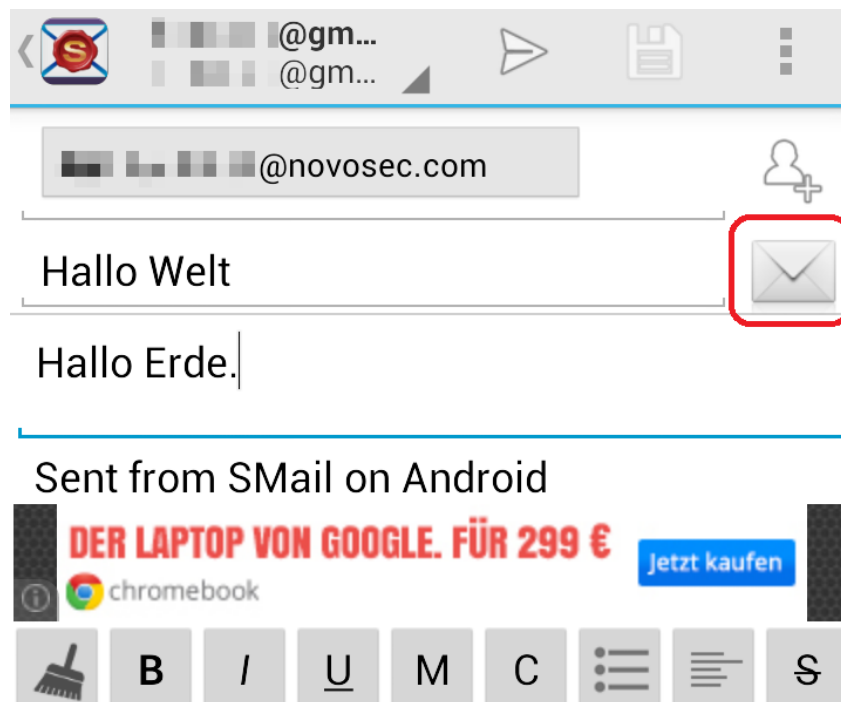 @gm...
@gm...
@novosec.com
Hallo Welt
Hallo Erde.
Sent from SMail on Android
DER LAPTOP VON GOOGLE. FÜR 299 €
Jetzt kaufen
chromebook
B I U M C S